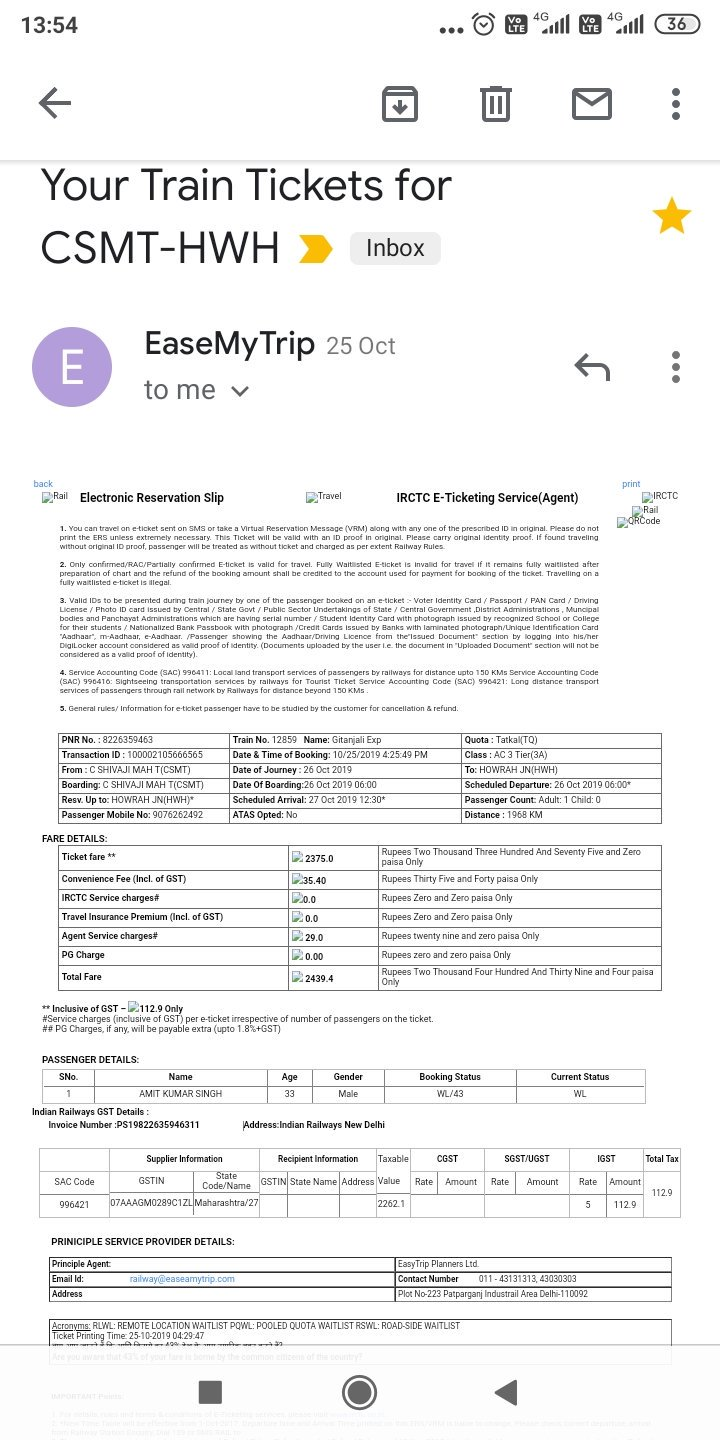 13:54
4G 4G 36
Your Train Tickets for
CSMT-HWH Inbox
E
EaseMyTrip 25 Oct
to me
back print
Rail Electronic Reservation Slip Travel IRCTC E-Ticketing Service(Agent) IRCTC
Rail
QRCode
1. You can travel on e-ticket sent on SMS or take a Virtual Reservation Message (VRM) along with any one of the prescribed ID in original. Please do not
print the ERS unless extremely necessary. This Ticket will be valid with an ID proof in original. Please carry original identity proof. If found traveling
without original ID proof, passenger will be treated as without ticket and charged as per extent Railway Rules.
2. Only confirmed/RAC/Partially confirmed E-ticket is valid for travel. Fully Waitlisted E-ticket is invalid for travel if it remains fully waitlisted after
preparation of chart and the refund of the booking amount shall be credited to the account used for payment for booking of the ticket. Travelling on a
fully waitlisted e-ticket is illegal.
3. Valid IDs to be presented during train journey by one of the passenger booked on an e-ticket :- Voter Identity Card / Passport / PAN Card / Driving
License / Photo ID card issued by Central / State Govt / Public Sector Undertakings of State / Central Government ,District Administrations , Muncipal
bodies and Panchayat Administrations which are having serial number / Student Identity Card with photograph issued by recognized School or College
for their students / Nationalized Bank Passbook with photograph /Credit Cards issued by Banks with laminated photograph/Unique Identification Card
"Aadhaar", m-Aadhaar, e-Aadhaar. /Passenger showing the Aadhaar/Driving Licence from the"Issued Document" section by logging into his/her
DigiLocker account considered as valid proof of identity. (Documents uploaded by the user i.e. the document in "Uploaded Document" section will not be
considered as a valid proof of identity).
4. Service Accounting Code (SAC) 996411: Local land transport services of passengers by railways for distance upto 150 KMs Service Accounting Code
(SAC) 996416: Sightseeing transportation services by railways for Tourist Ticket Service Accounting Code (SAC) 996421: Long distance transport
services of passengers through rail network by Railways for distance beyond 150 KMs .
5. General rules/ Information for e-ticket passenger have to be studied by the customer for cancellation & refund.
PNR No. : 8226359463 Train No. 12859 Name: Gitanjali Exp Quota : Tatkal(TQ)
Transaction ID : 100002105666565 Date & Time of Booking: 10/25/2019 4:25:49 PM Class : AC 3 Tier(3A)
From : C SHIVAJI MAH T(CSMT) Date of Journey : 26 Oct 2019 To: HOWRAH JN(HWH)
Boarding: C SHIVAJI MAH T(CSMT) Date Of Boarding:26 Oct 2019 06:00 Scheduled Departure: 26 Oct 2019 06:00*
Resv. Up to: HOWRAH JN(HWH)* Scheduled Arrival: 27 Oct 2019 12:30* Passenger Count: Adult: 1 Child: 0
Passenger Mobile No: 9076262492 ATAS Opted: No Distance : 1968 KM
FARE DETAILS:
Ticket fare ** 2375.0 Rupees Two Thousand Three Hundred And Seventy Five and Zero
paisa Only
Convenience Fee (Incl. of GST) 35.40 Rupees Thirty Five and Forty paisa Only
IRCTC Service charges# 0.0 Rupees Zero and Zero paisa Only
Travel Insurance Premium (Incl. of GST) 0.0 Rupees Zero and Zero paisa Only
Agent Service charges# 29.0 Rupees twenty nine and zero paisa Only
PG Charge 0.00 Rupees zero and zero paisa Only
Total Fare 2439.4 Rupees Two Thousand Four Hundred And Thirty Nine and Four paisa
Only
** Inclusive of GST – 112.9 Only
#Service charges (inclusive of GST) per e-ticket irrespective of number of passengers on the ticket.
## PG Charges, if any, will be payable extra (upto 1.8%+GST)
PASSENGER DETAILS:
SNo. Name Age Gender Booking Status Current Status
1 AMIT KUMAR SINGH 33 Male WL/43 WL
Indian Railways GST Details :
Invoice Number :PS19822635946311 Address:Indian Railways New Delhi
Supplier Information Recipient Information Taxable CGST SGST/UGST IGST Total Tax
SAC Code GSTIN State Code/Name GSTIN State Name Address Value Rate Amount Rate Amount Rate Amount
996421 07AAAGM0289C1ZL Maharashtra/27 2262.1 5 112.9 112.9
PRINICIPLE SERVICE PROVIDER DETAILS:
Principle Agent: EasyTrip Planners Ltd.
Email Id: railway@easeamytrip.com Contact Number 011 - 43131313, 43030303
Address Plot No-223 Patparganj Industrail Area Delhi-110092
Acronyms: RLWL: REMOTE LOCATION WAITLIST PQWL: POOLED QUOTA WAITLIST RSWL: ROAD-SIDE WAITLIST
Ticket Printing Time: 25-10-2019 04:29:47
Are you aware that 43% of your fare is borne by the common citizens of the country?
IMPORTANT Points: